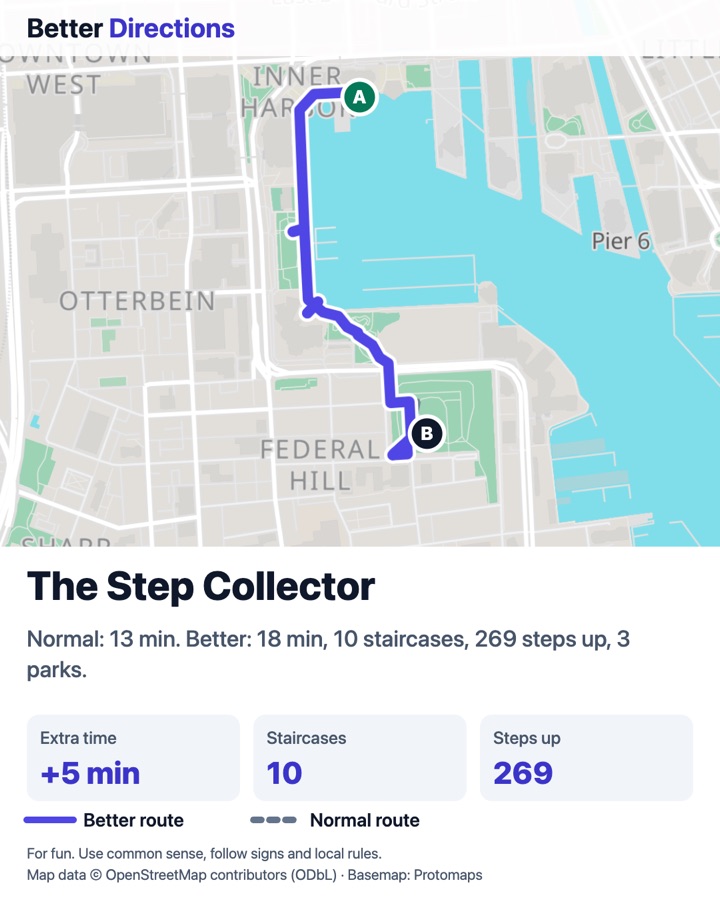 Better Directions
WEST
INNER
A
Pier 6
OTTERBEIN
B
FEDERAL
HILL
The Step Collector
Normal: 13 min. Better: 18 min, 10 staircases, 269 steps up, 3
parks.
Extra time
Staircases
Steps up
+5 min
10
269
Better route
Normal route
For fun. Use common sense, follow signs and local rules.
Map data © OpenStreetMap contributors (ODbL) · Basemap: Protomaps